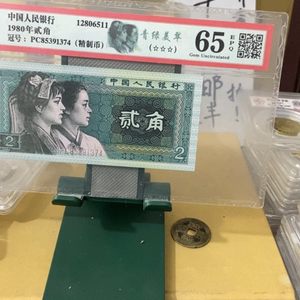 中国人民银行
1980年贰角
冠号：PC85391374（精制币）
12806511
青绿美翠
（☆☆☆）
65 EPQ
Gem Uncirculated
中国人民银行
贰角
PC85391374
2
2